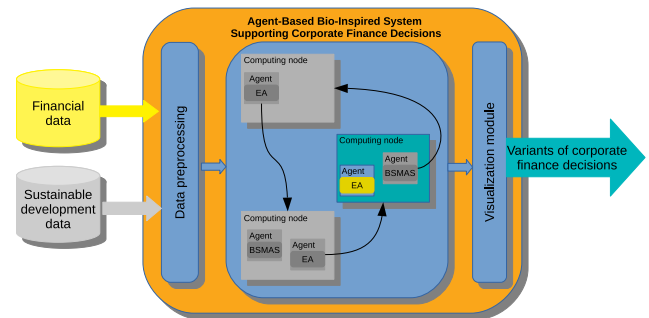 Agent-Based Bio-Inspired System
Supporting Corporate Finance Decisions
Financial
data
Sustainable
development
data
Data preprocessing
Computing node
Agent
EA
Computing node
Agent
BSMAS
Agent
EA
Computing node
Agent
BSMAS
Agent
EA
Visualization module
Variants of corporate
finance decisions